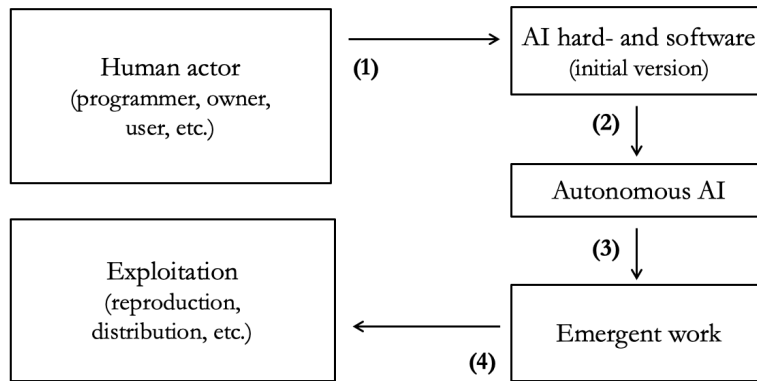 Human actor
(programmer, owner,
user, etc.)
(1)
AI hard- and software
(initial version)
(2)
Autonomous AI
(3)
Emergent work
(4)
Exploitation
(reproduction,
distribution, etc.)